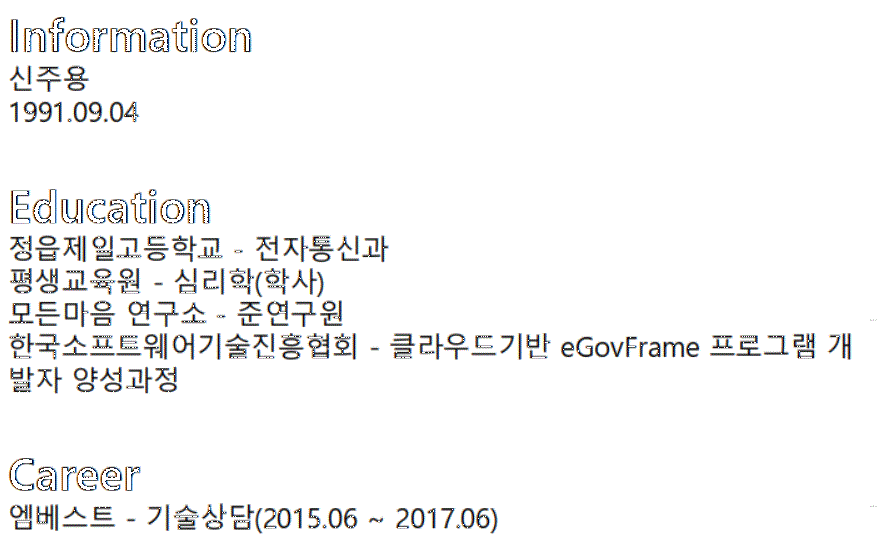 Information
신주용
1991.09.04
Education
정읍제일고등학교 - 전자통신과
평생교육원 - 심리학(학사)
모든마음 연구소 - 준연구원
한국소프트웨어기술진흥협회 - 클라우드기반 eGovFrame 프로그램 개
발자 양성과정
Career
엠베스트 - 기술상담(2015.06 ~ 2017.06)